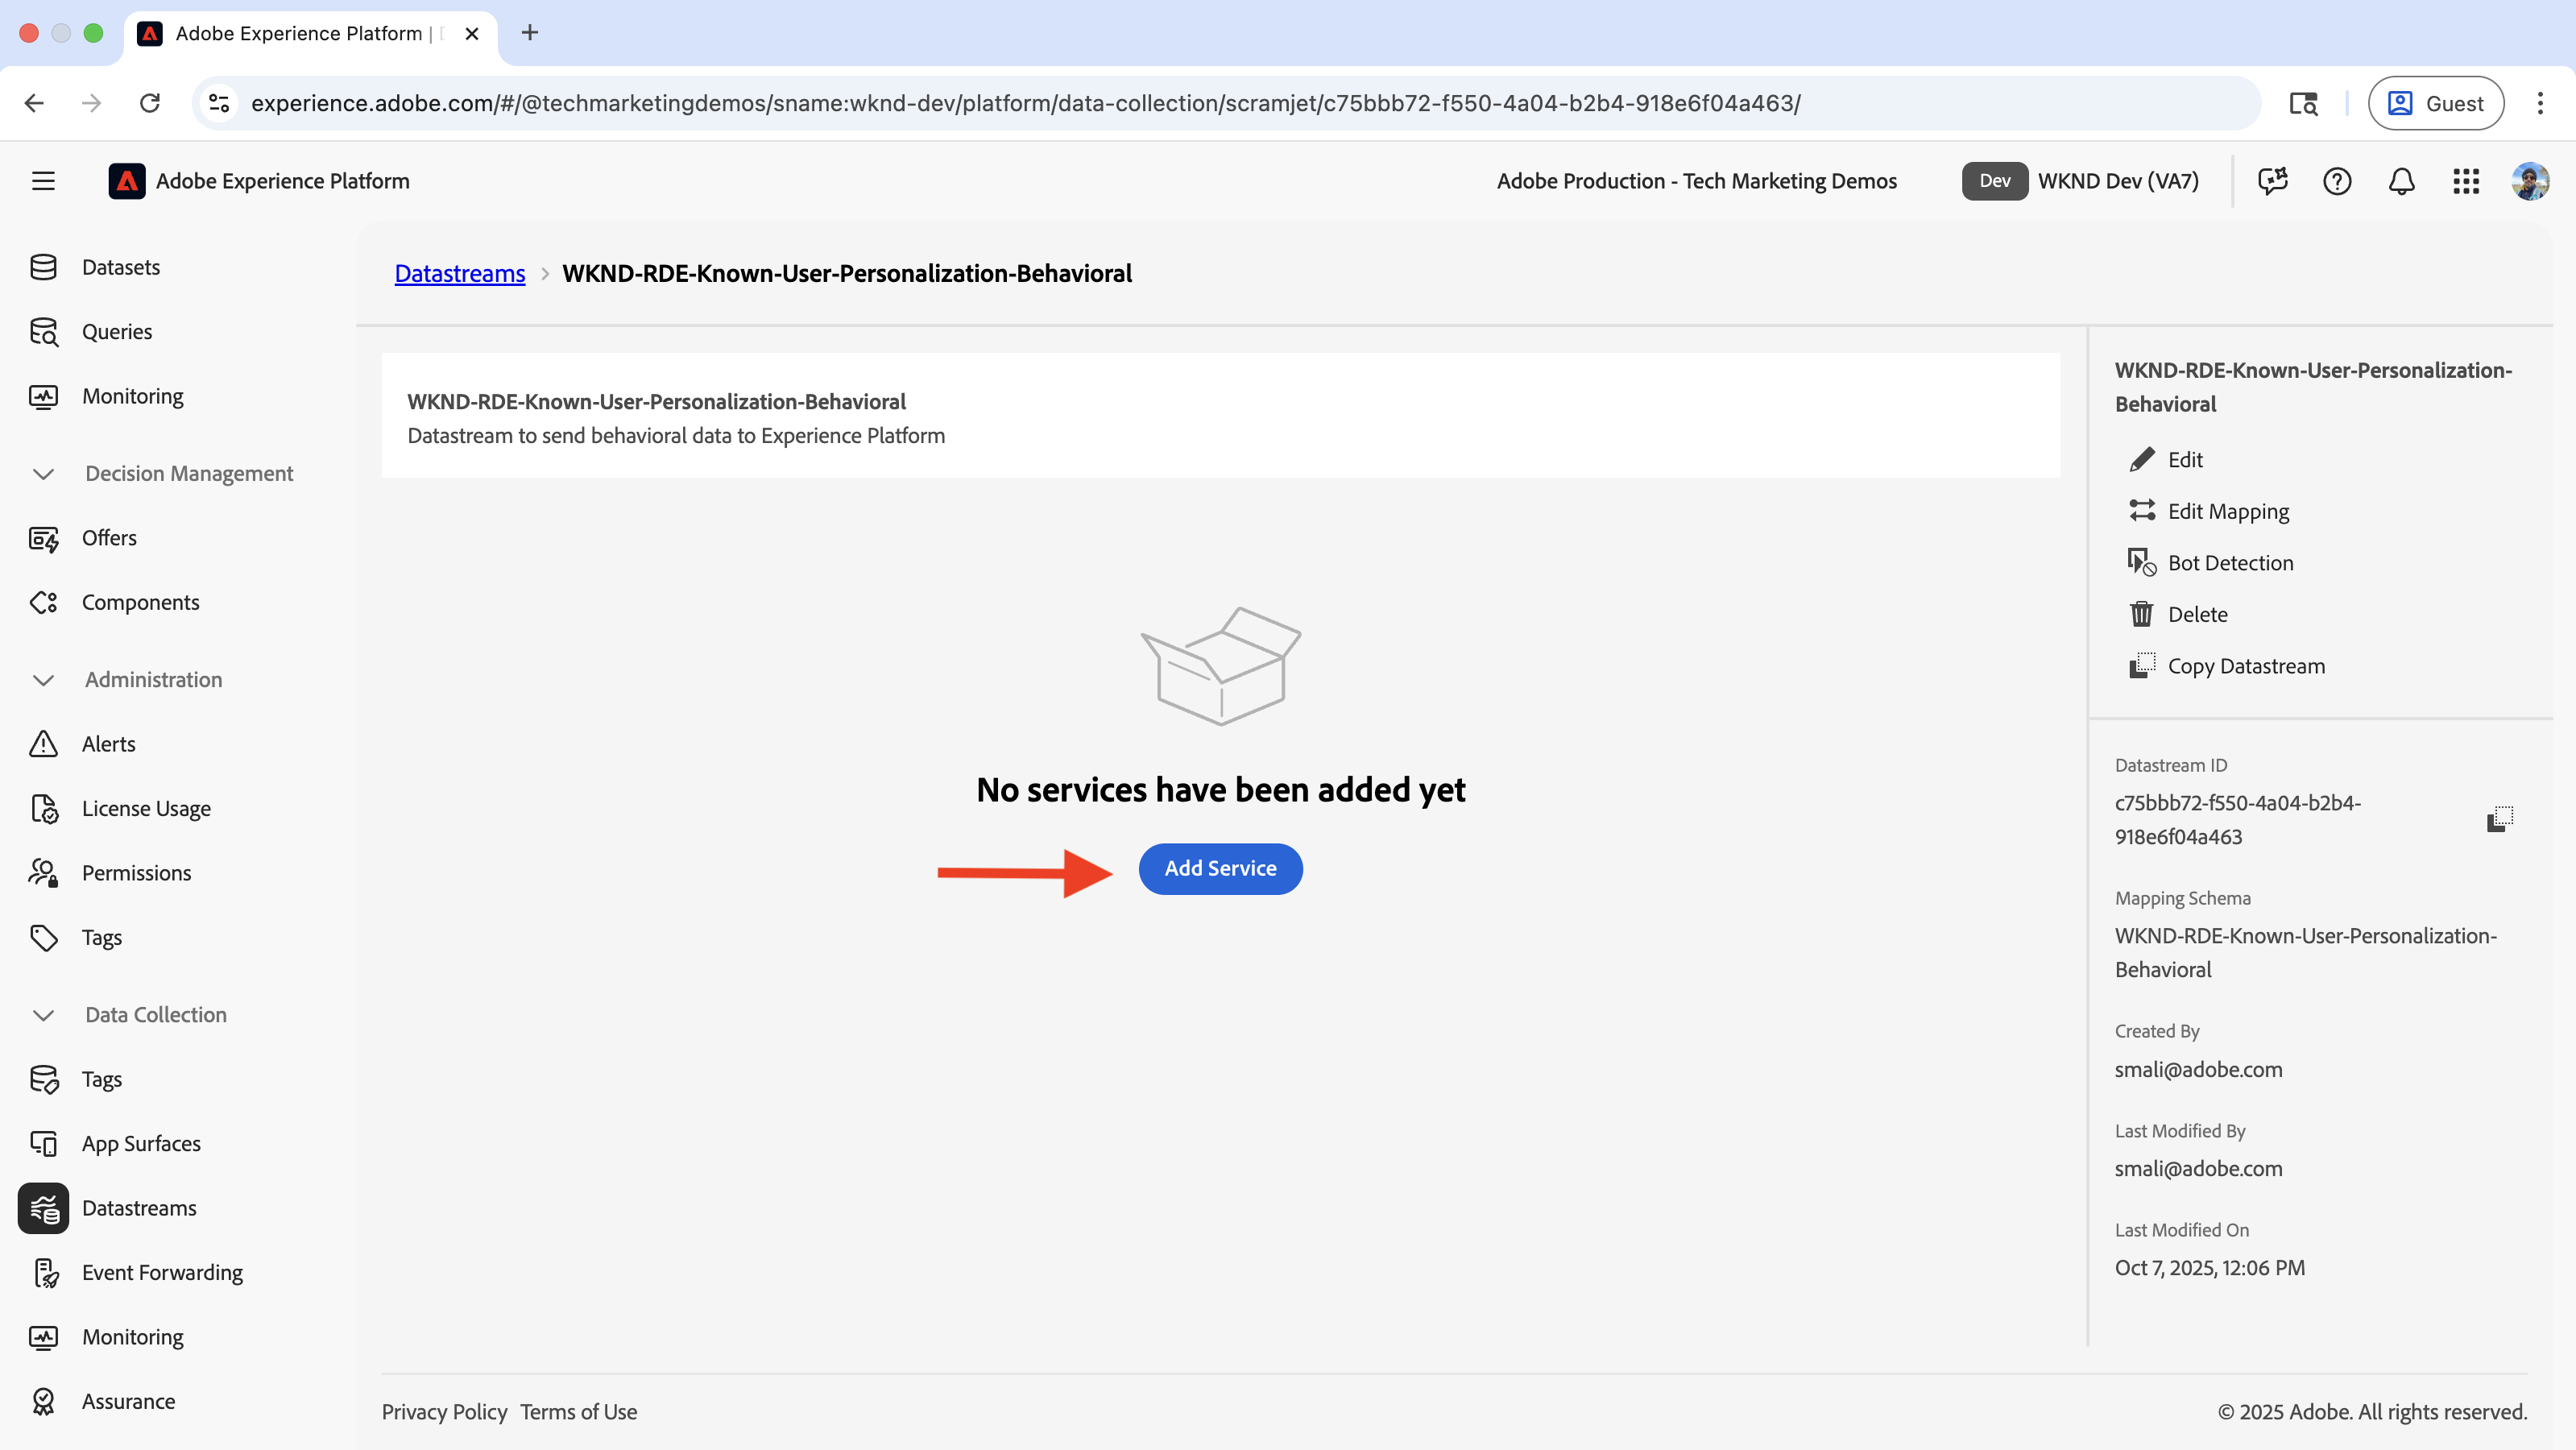 Adobe Experience Platform |
experience.adobe.com/#/@techmarketingdemos/sname:wknd-dev/platform/data-collection/scramjet/c75bbb72-f550-4a04-b2b4-918e6f04a463/
Guest
Adobe Experience Platform
Adobe Production - Tech Marketing Demos
Dev
WKND Dev (VA7)
Datasets
Queries
Monitoring
Decision Management
Offers
Components
Administration
Alerts
License Usage
Permissions
Tags
Data Collection
Tags
App Surfaces
Datastreams
Event Forwarding
Monitoring
Assurance
Datastreams > WKND-RDE-Known-User-Personalization-Behavioral
WKND-RDE-Known-User-Personalization-Behavioral
Datastream to send behavioral data to Experience Platform
No services have been added yet
Add Service
WKND-RDE-Known-User-Personalization-
Behavioral
Edit
Edit Mapping
Bot Detection
Delete
Copy Datastream
Datastream ID
c75bbb72-f550-4a04-b2b4-
918e6f04a463
Mapping Schema
WKND-RDE-Known-User-Personalization-
Behavioral
Created By
smali@adobe.com
Last Modified By
smali@adobe.com
Last Modified On
Oct 7, 2025, 12:06 PM
Privacy Policy Terms of Use
© 2025 Adobe. All rights reserved.